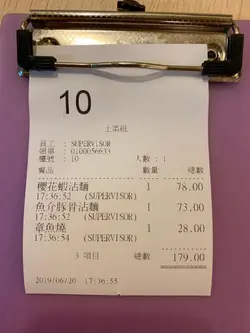 10
上菜紙
員工 : SUPERVISOR
帳單 : 0100056633
檯號 : 10 人數 : 1
餐品 數量 總數
櫻花蝦沾麵 1 78.00
17:36:52 (SUPERVISOR)
魚介豚骨沾麵 1 73.00
17:36:52 (SUPERVISOR)
章魚燒 1 28.00
17:36:54 (SUPERVISOR)
3 項目 總數 179.00
2019/06/20 17:36:55